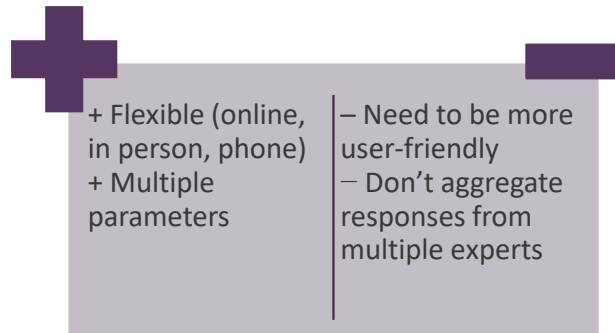 + Flexible (online,
in person, phone)
+ Multiple
parameters
– Need to be more
user-friendly
– Don’t aggregate
responses from
multiple experts